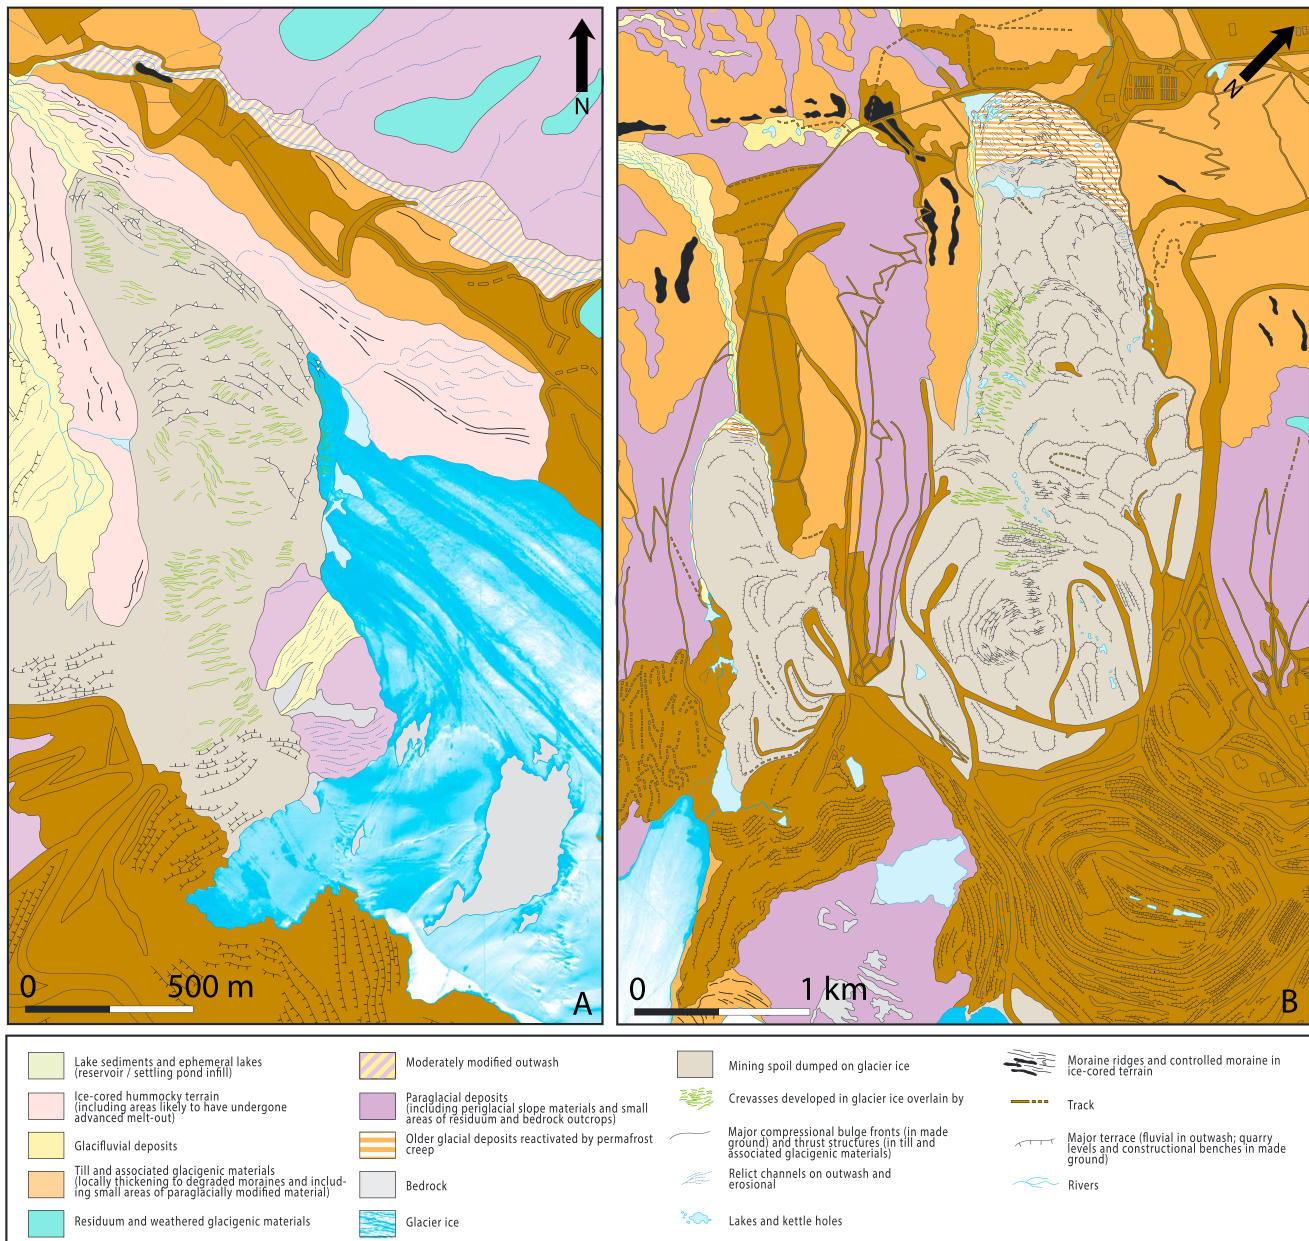 N
A
0
500 m
N
B
0
1 km
Lake sediments and ephemeral lakes
(reservoir / settling pond infill)
Ice-cored hummocky terrain
(including areas likely to have undergone
advanced melt-out)
Glacifluvial deposits
Till and associated glacigenic materials
(locally thickening to degraded moraines and includ-
ing small areas of paraglacially modified material)
Residuum and weathered glacigenic materials
Moderately modified outwash
Paraglacial deposits
(including periglacial slope materials and small
areas of residuum and bedrock outcrops)
Older glacial deposits reactivated by permafrost
creep
Bedrock
Glacier ice
Mining spoil dumped on glacier ice
Crevasses developed in glacier ice overlain by
Major compressional bulge fronts (in made
ground) and thrust structures (in till and
associated glacigenic materials)
Relict channels on outwash and
erosional
Lakes and kettle holes
Moraine ridges and controlled moraine in
ice-cored terrain
Track
Major terrace (fluvial in outwash; quarry
levels and constructional benches in made
ground)
Rivers